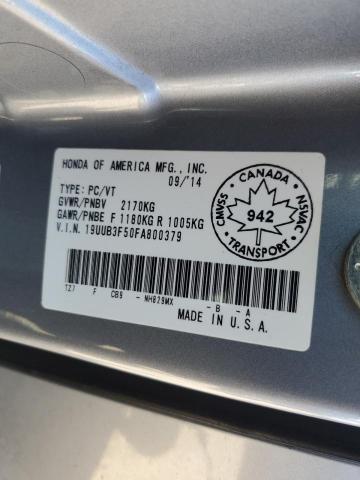 HONDA OF AMERICA MFG., INC.
09/'14
TYPE: PC/VT
GVWR/PNBV 2170KG
GAWR/PNBE F 1180KG R 1005KG
V.I.N. 19UUB3F50FA800379
CANADA
CMVSS
942
NSVAC
TRANSPORT
TZ7 F CB9 - NH829MX - B - A
MADE IN U.S.A.